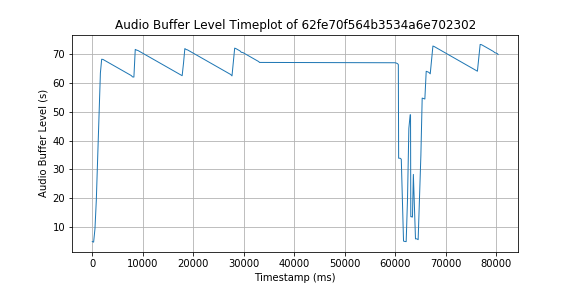 Audio Buffer Level Timeplot of 62fe70f564b3534a6e702302
Audio Buffer Level (s)
70
60
50
40
30
20
10
0 10000 20000 30000 40000 50000 60000 70000 80000
Timestamp (ms)